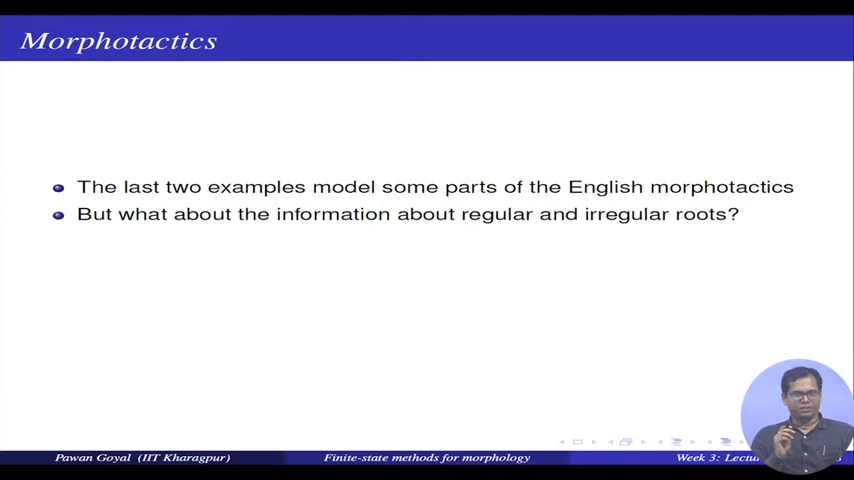 Morphotactics
The last two examples model some parts of the English morphotactics
But what about the information about regular and irregular roots?
Pawan Goyal (IIT Kharagpur) Finite-state methods for morphology Week 3: